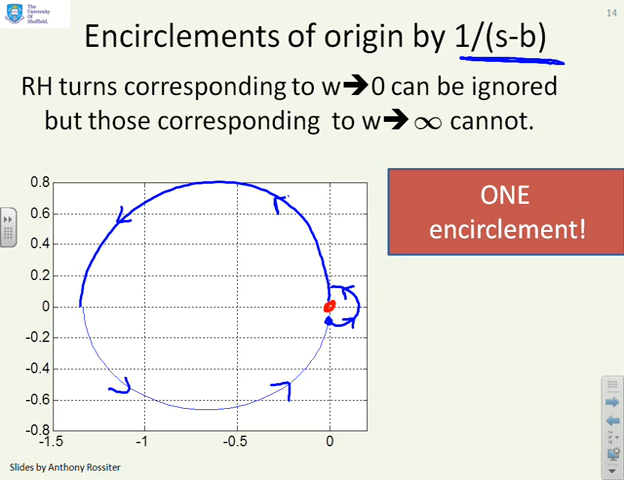 The
University
Of
Sheffield.
14
Encirclements of origin by 1/(s-b)
RH turns corresponding to w→0 can be ignored
but those corresponding to w→ ∞ cannot.
ONE
encirclement!
0.8
0.6
0.4
0.2
0
-0.2
-0.4
-0.6
-0.8
-1.5 -1 -0.5 0
Slides by Anthony Rossiter